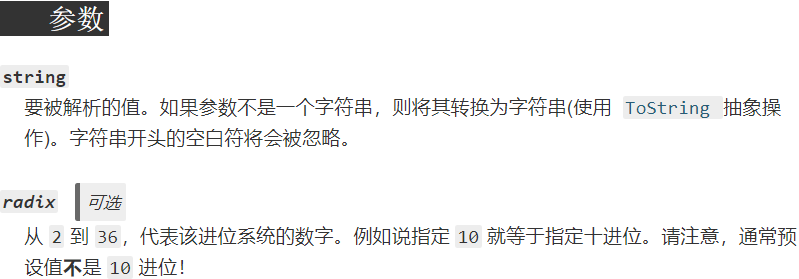 参数
string
要被解析的值。如果参数不是一个字符串，则将其转换为字符串(使用 ToString 抽象操
作)。字符串开头的空白符将会被忽略。
radix 可选
从 2 到 36，代表该进位系统的数字。例如说指定 10 就等于指定十进位。请注意，通常预
设值不是 10 进位！